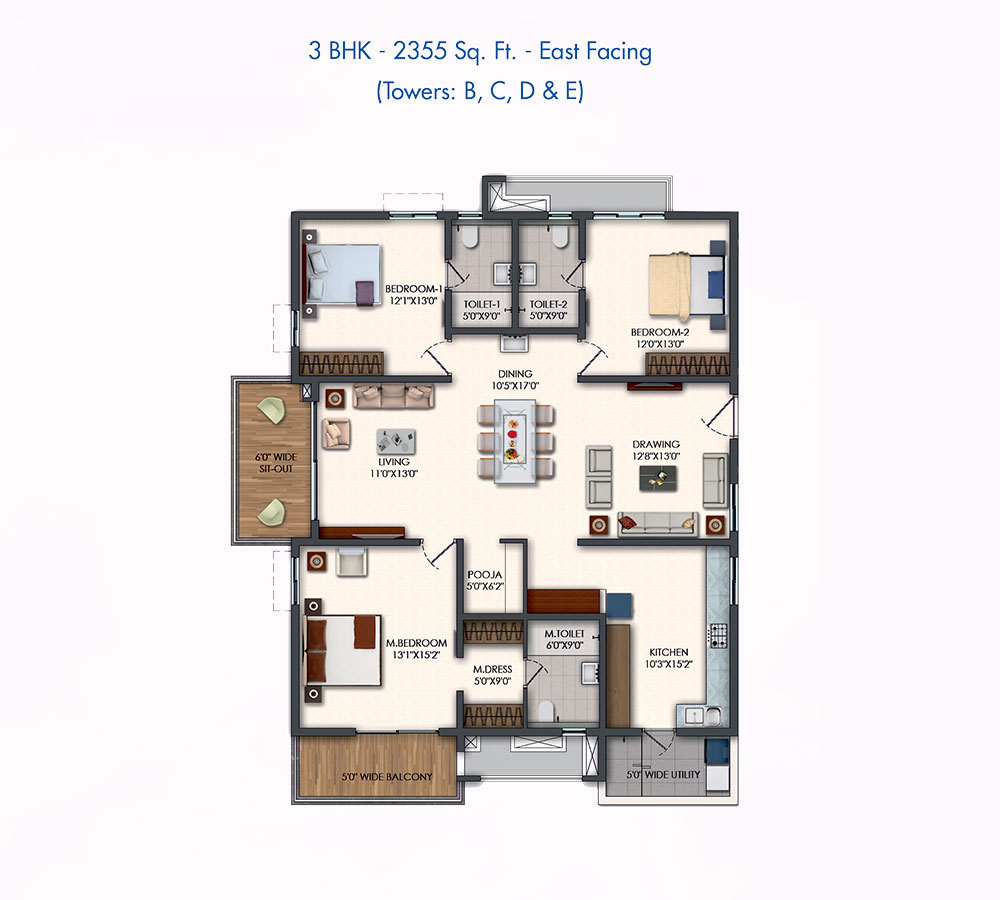 3 BHK - 2355 Sq. Ft. - East Facing
(Towers: B, C, D & E)
BEDROOM-1
12'1"X13'0"
TOILET-1
5'0"X9'0"
TOILET-2
5'0"X9'0"
BEDROOM-2
12'0"X13'0"
DINING
10'5"X17'0"
6'0" WIDE
SIT-OUT
LIVING
11'0"X13'0"
DRAWING
12'8"X13'0"
POOJA
5'0"X6'2"
M.BEDROOM
13'1"X15'2"
M.DRESS
5'0"X9'0"
M.TOILET
6'0"X9'0"
KITCHEN
10'3"X15'2"
5'0" WIDE BALCONY
5'0" WIDE UTILITY